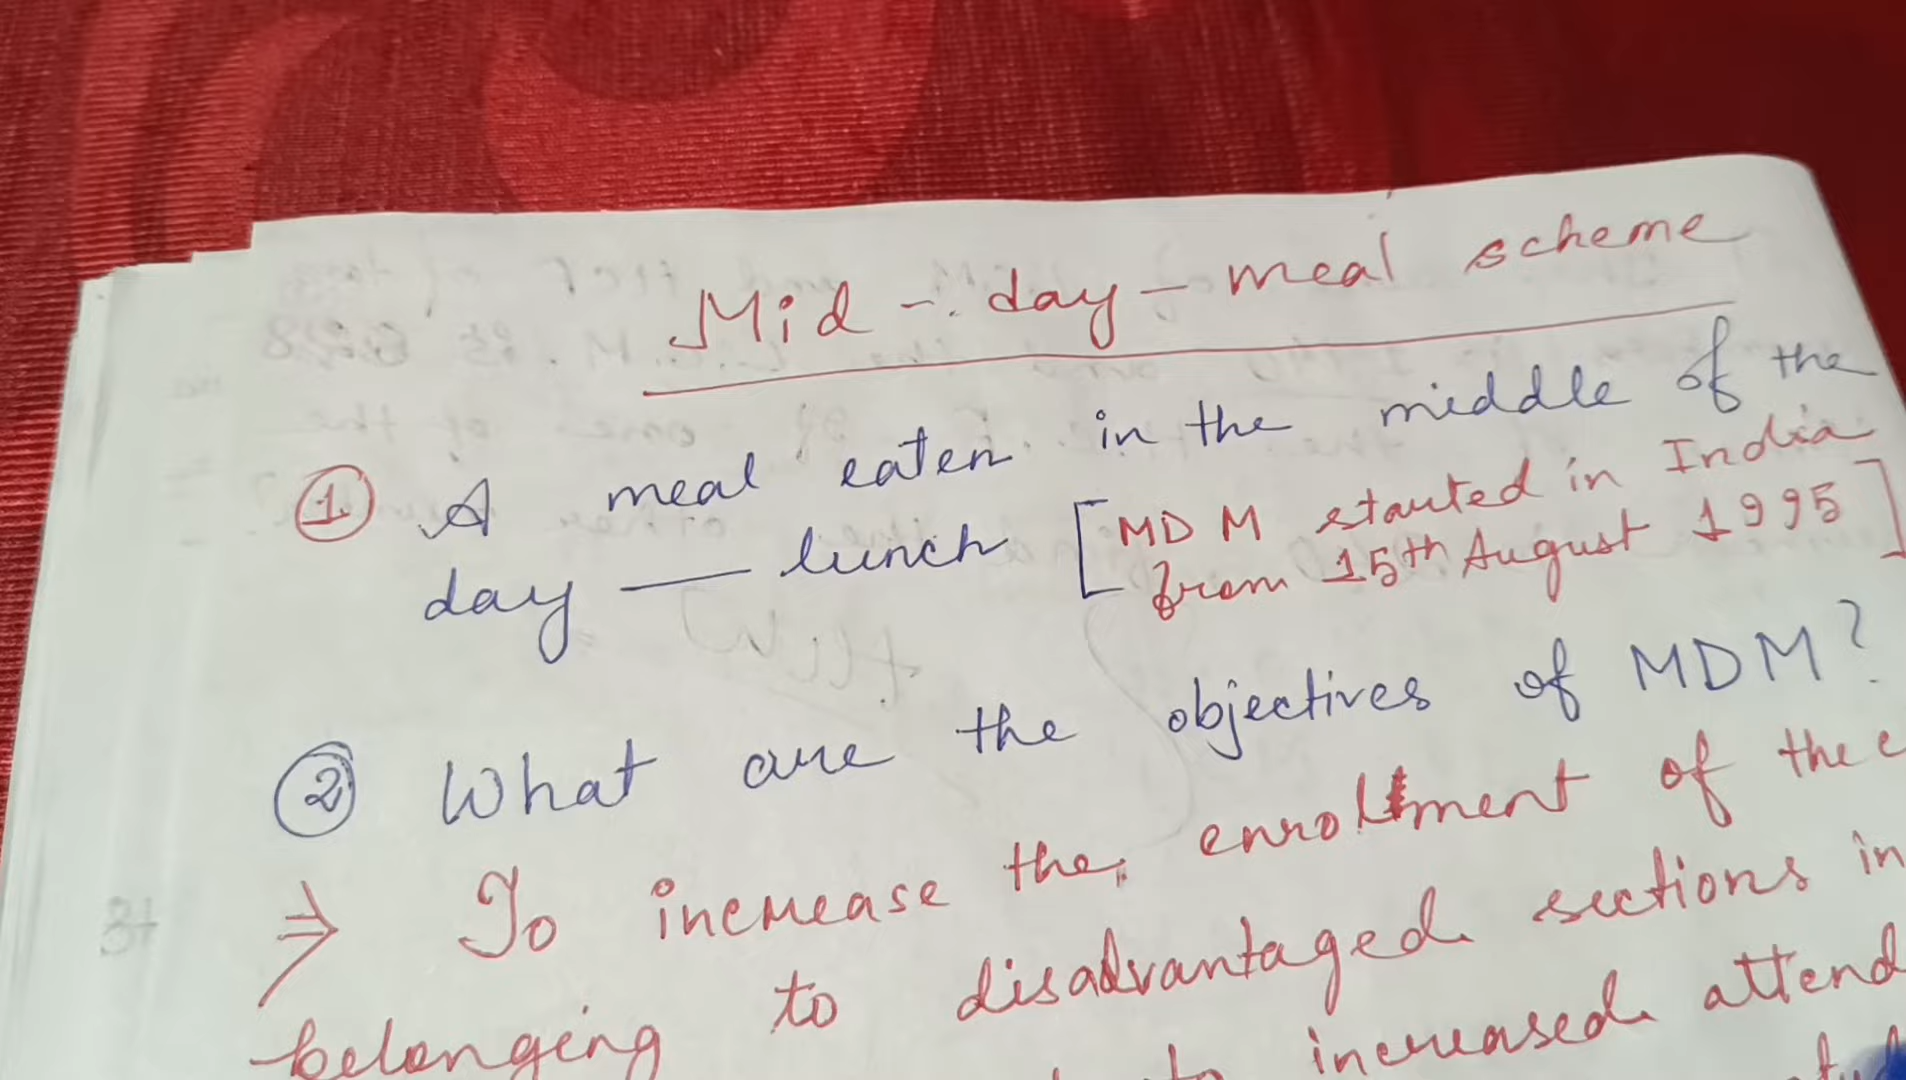 Mid-day-meal scheme
① A meal eaten in the middle of the
day — lunch [MDM started in India
from 15th August 1995]
② What are the objectives of MDM?
⇒ To increase the enrolment of the
belonging to disadvantaged sections in
to increased attend